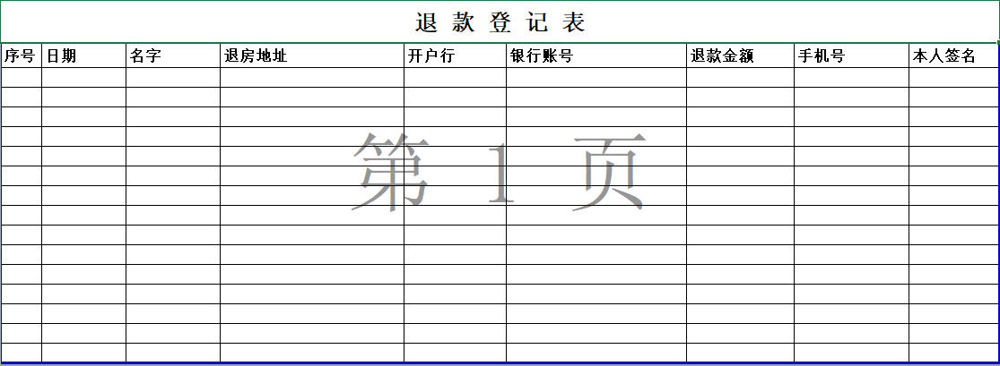 退 款 登 记 表
序号 日期 名字 退房地址 开户行 银行账号 退款金额 手机号 本人签名
第 1 页